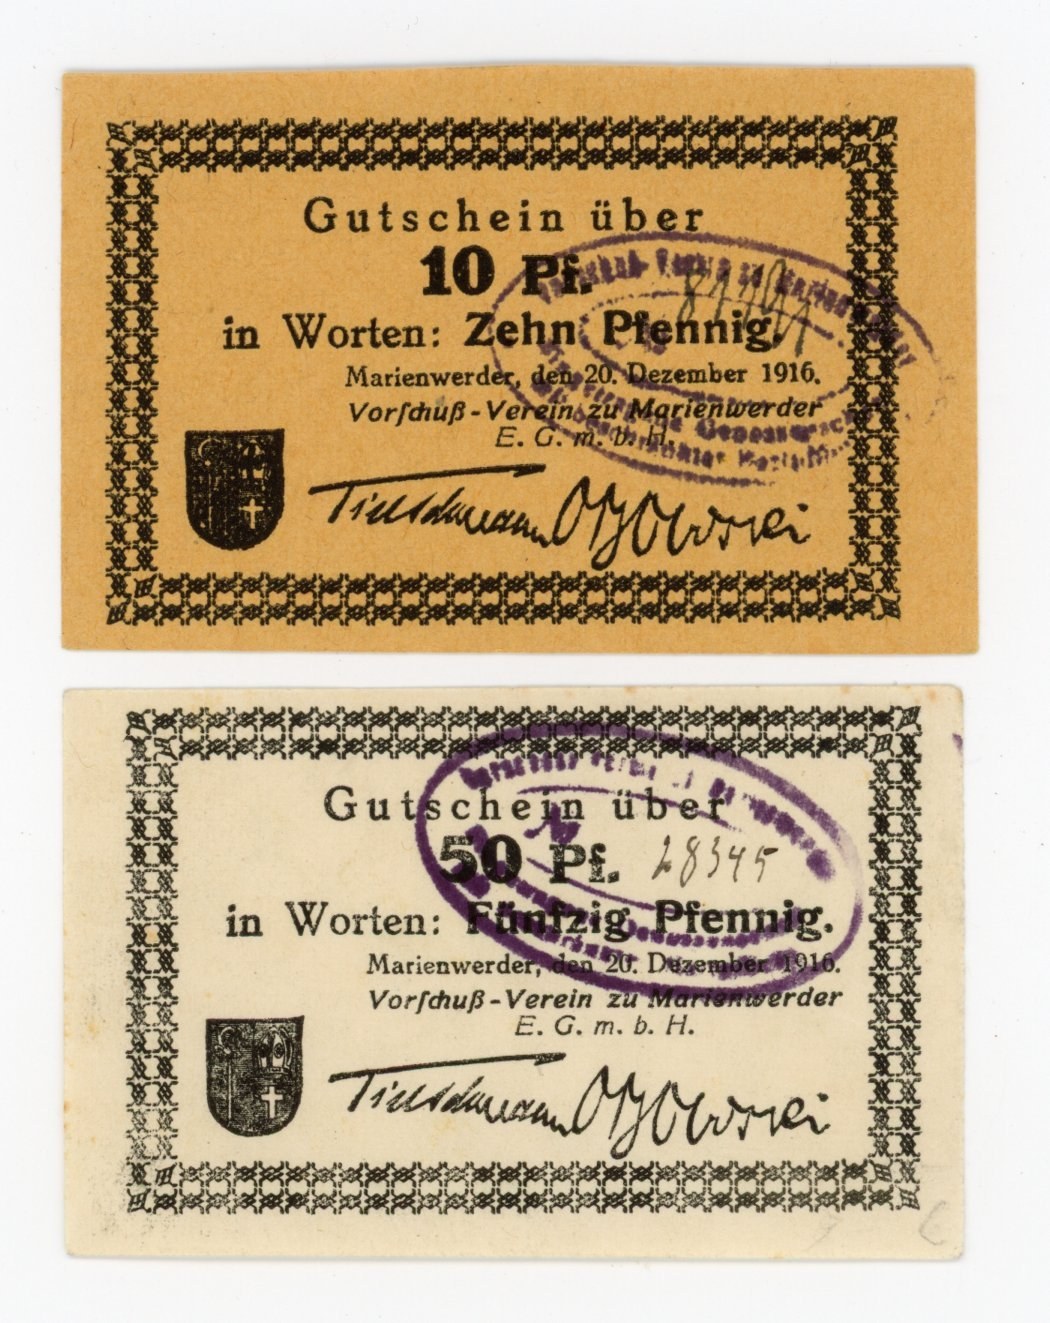 Gutschein über
10 Pf.
in Worten: Zehn Pfennig.
Marienwerder, den 20. Dezember 1916.
Vorſchuß-Verein zu Marienwerder
E. G. m. b. H.
Gutschein über
50 Pf. 28345
in Worten: Fünfzig Pfennig.
Marienwerder, den 20. Dezember 1916.
Vorſchuß-Verein zu Marienwerder
E. G. m. b. H.